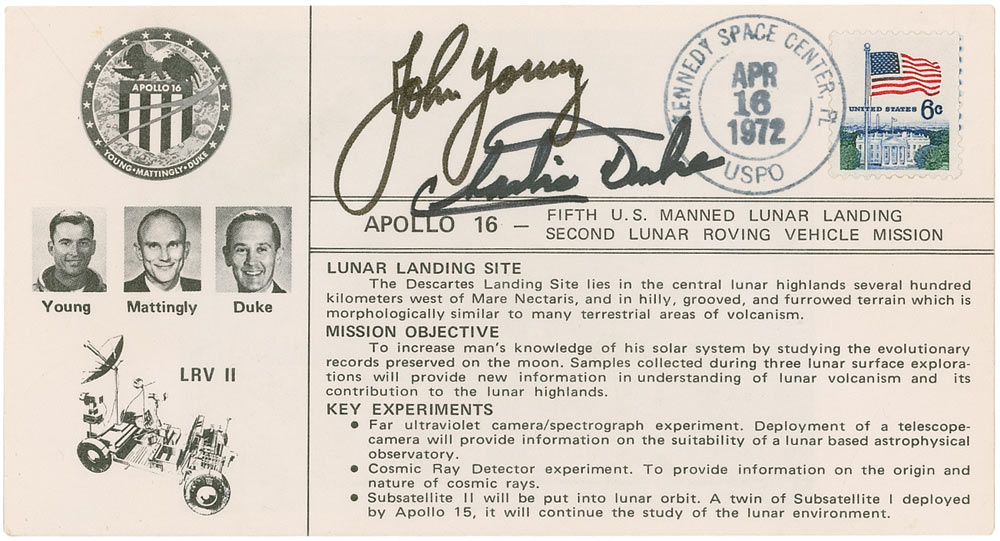 APOLLO 16
YOUNG • MATTINGLY • DUKE
John Young
Charlie Duke
KENNEDY SPACE CENTER, FL
APR
16
1972
USPO
UNITED STATES 6c
Young
Mattingly
Duke
LRV II
APOLLO 16 — FIFTH U.S. MANNED LUNAR LANDING
SECOND LUNAR ROVING VEHICLE MISSION
LUNAR LANDING SITE
The Descartes Landing Site lies in the central lunar highlands several hundred
kilometers west of Mare Nectaris, and in hilly, grooved, and furrowed terrain which is
morphologically similar to many terrestrial areas of volcanism.
MISSION OBJECTIVE
To increase man's knowledge of his solar system by studying the evolutionary
records preserved on the moon. Samples collected during three lunar surface explora-
tions will provide new information in understanding of lunar volcanism and its
contribution to the lunar highlands.
KEY EXPERIMENTS
● Far ultraviolet camera/spectrograph experiment. Deployment of a telescope-
camera will provide information on the suitability of a lunar based astrophysical
observatory.
● Cosmic Ray Detector experiment. To provide information on the origin and
nature of cosmic rays.
● Subsatellite II will be put into lunar orbit. A twin of Subsatellite I deployed
by Apollo 15, it will continue the study of the lunar environment.